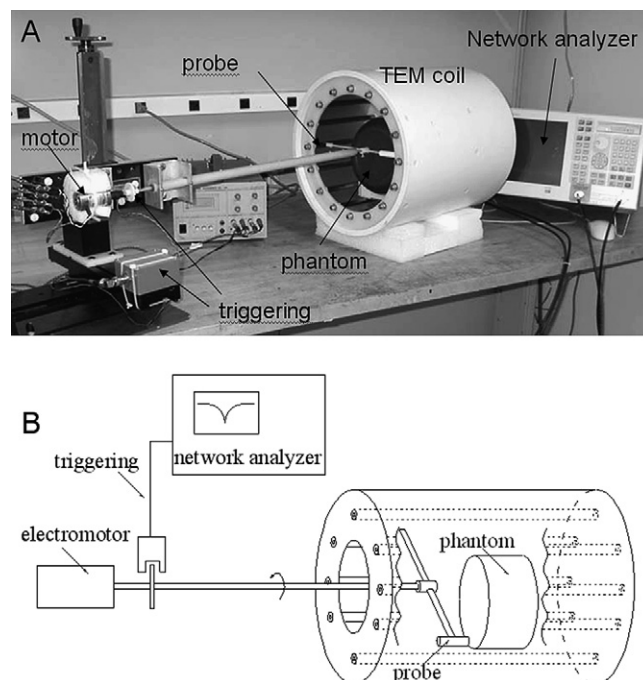 A
Network analyzer
probe
TEM coil
motor
phantom
triggering
B
network analyzer
triggering
electromotor
phantom
probe